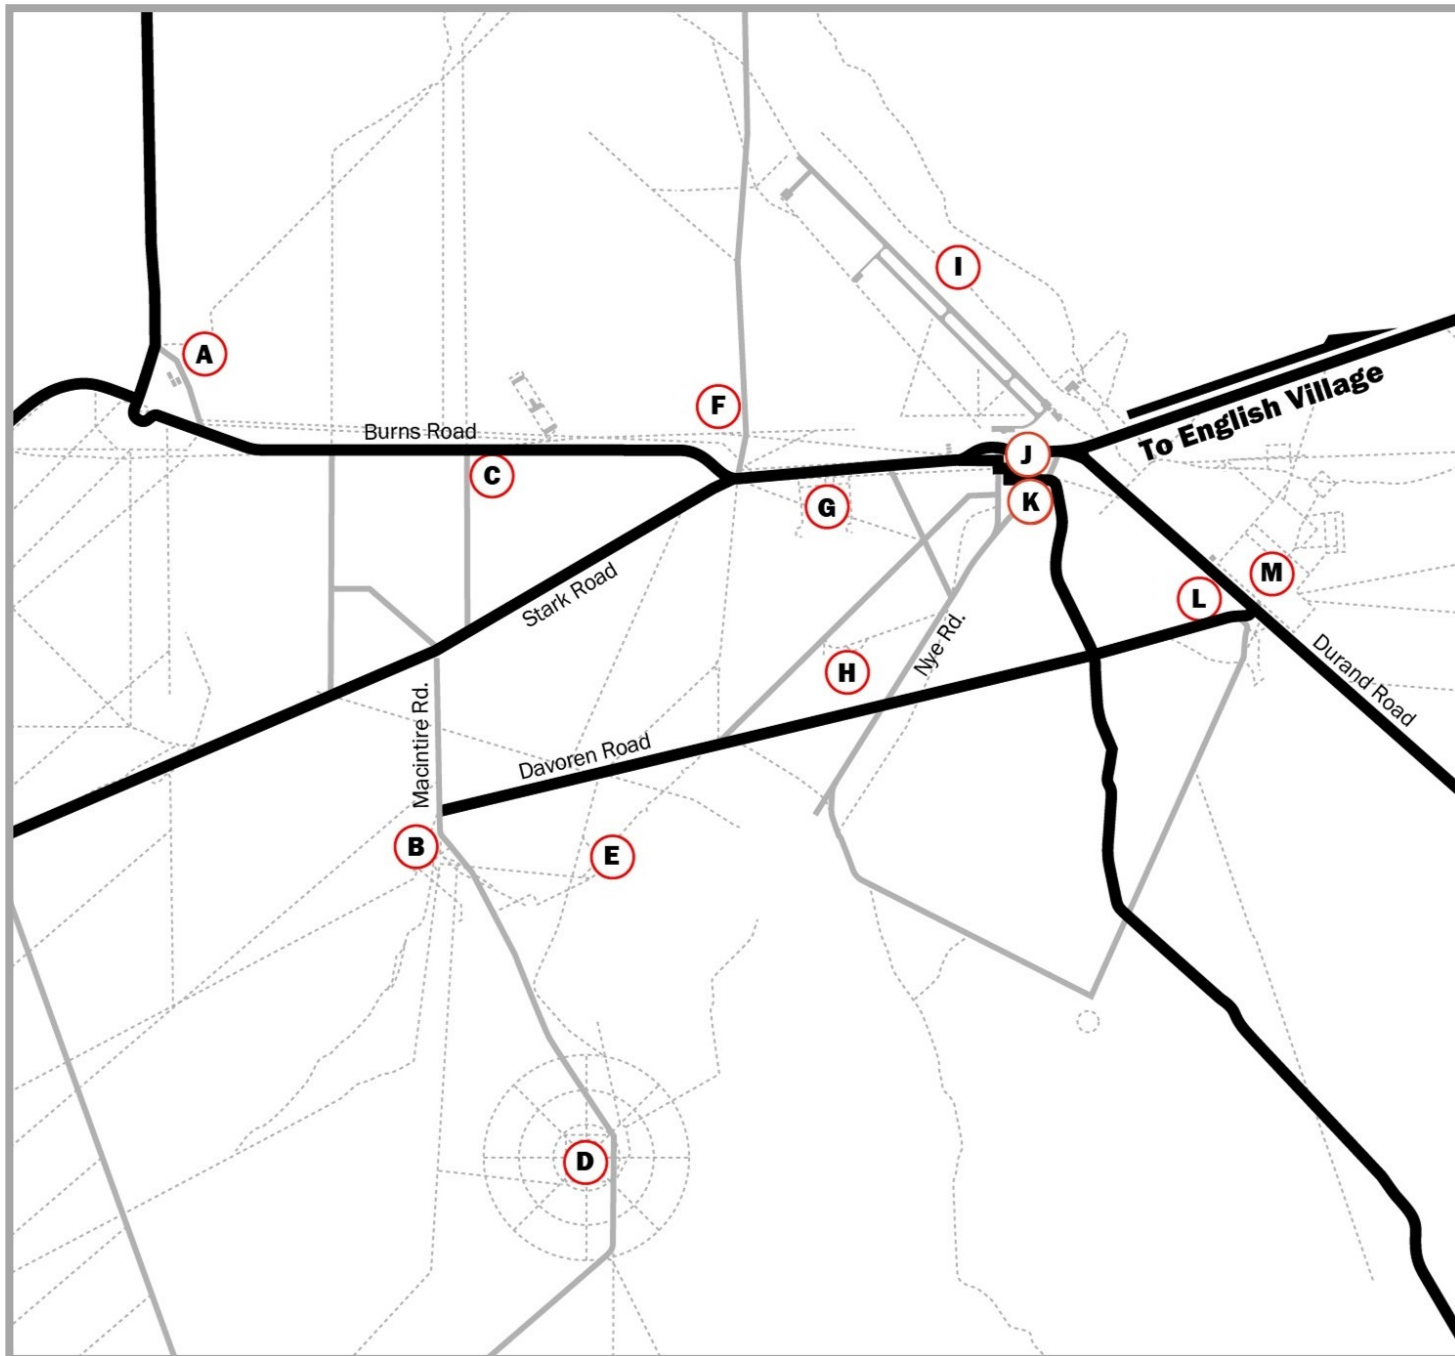 I
A
To English Village
F
Burns Road
J
C
K
G
M
L
Stark Road
Nye Rd.
H
Durand Road
Macintire Rd.
Davoren Road
B
E
D